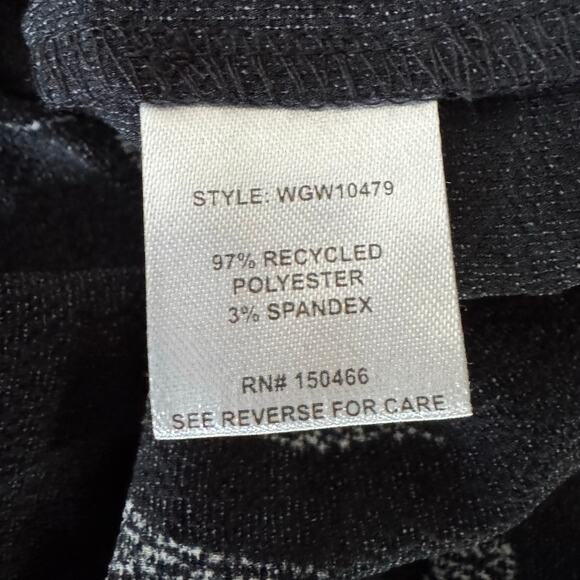 STYLE: WGW10479
97% RECYCLED
POLYESTER
3% SPANDEX
RN# 150466
SEE REVERSE FOR CARE